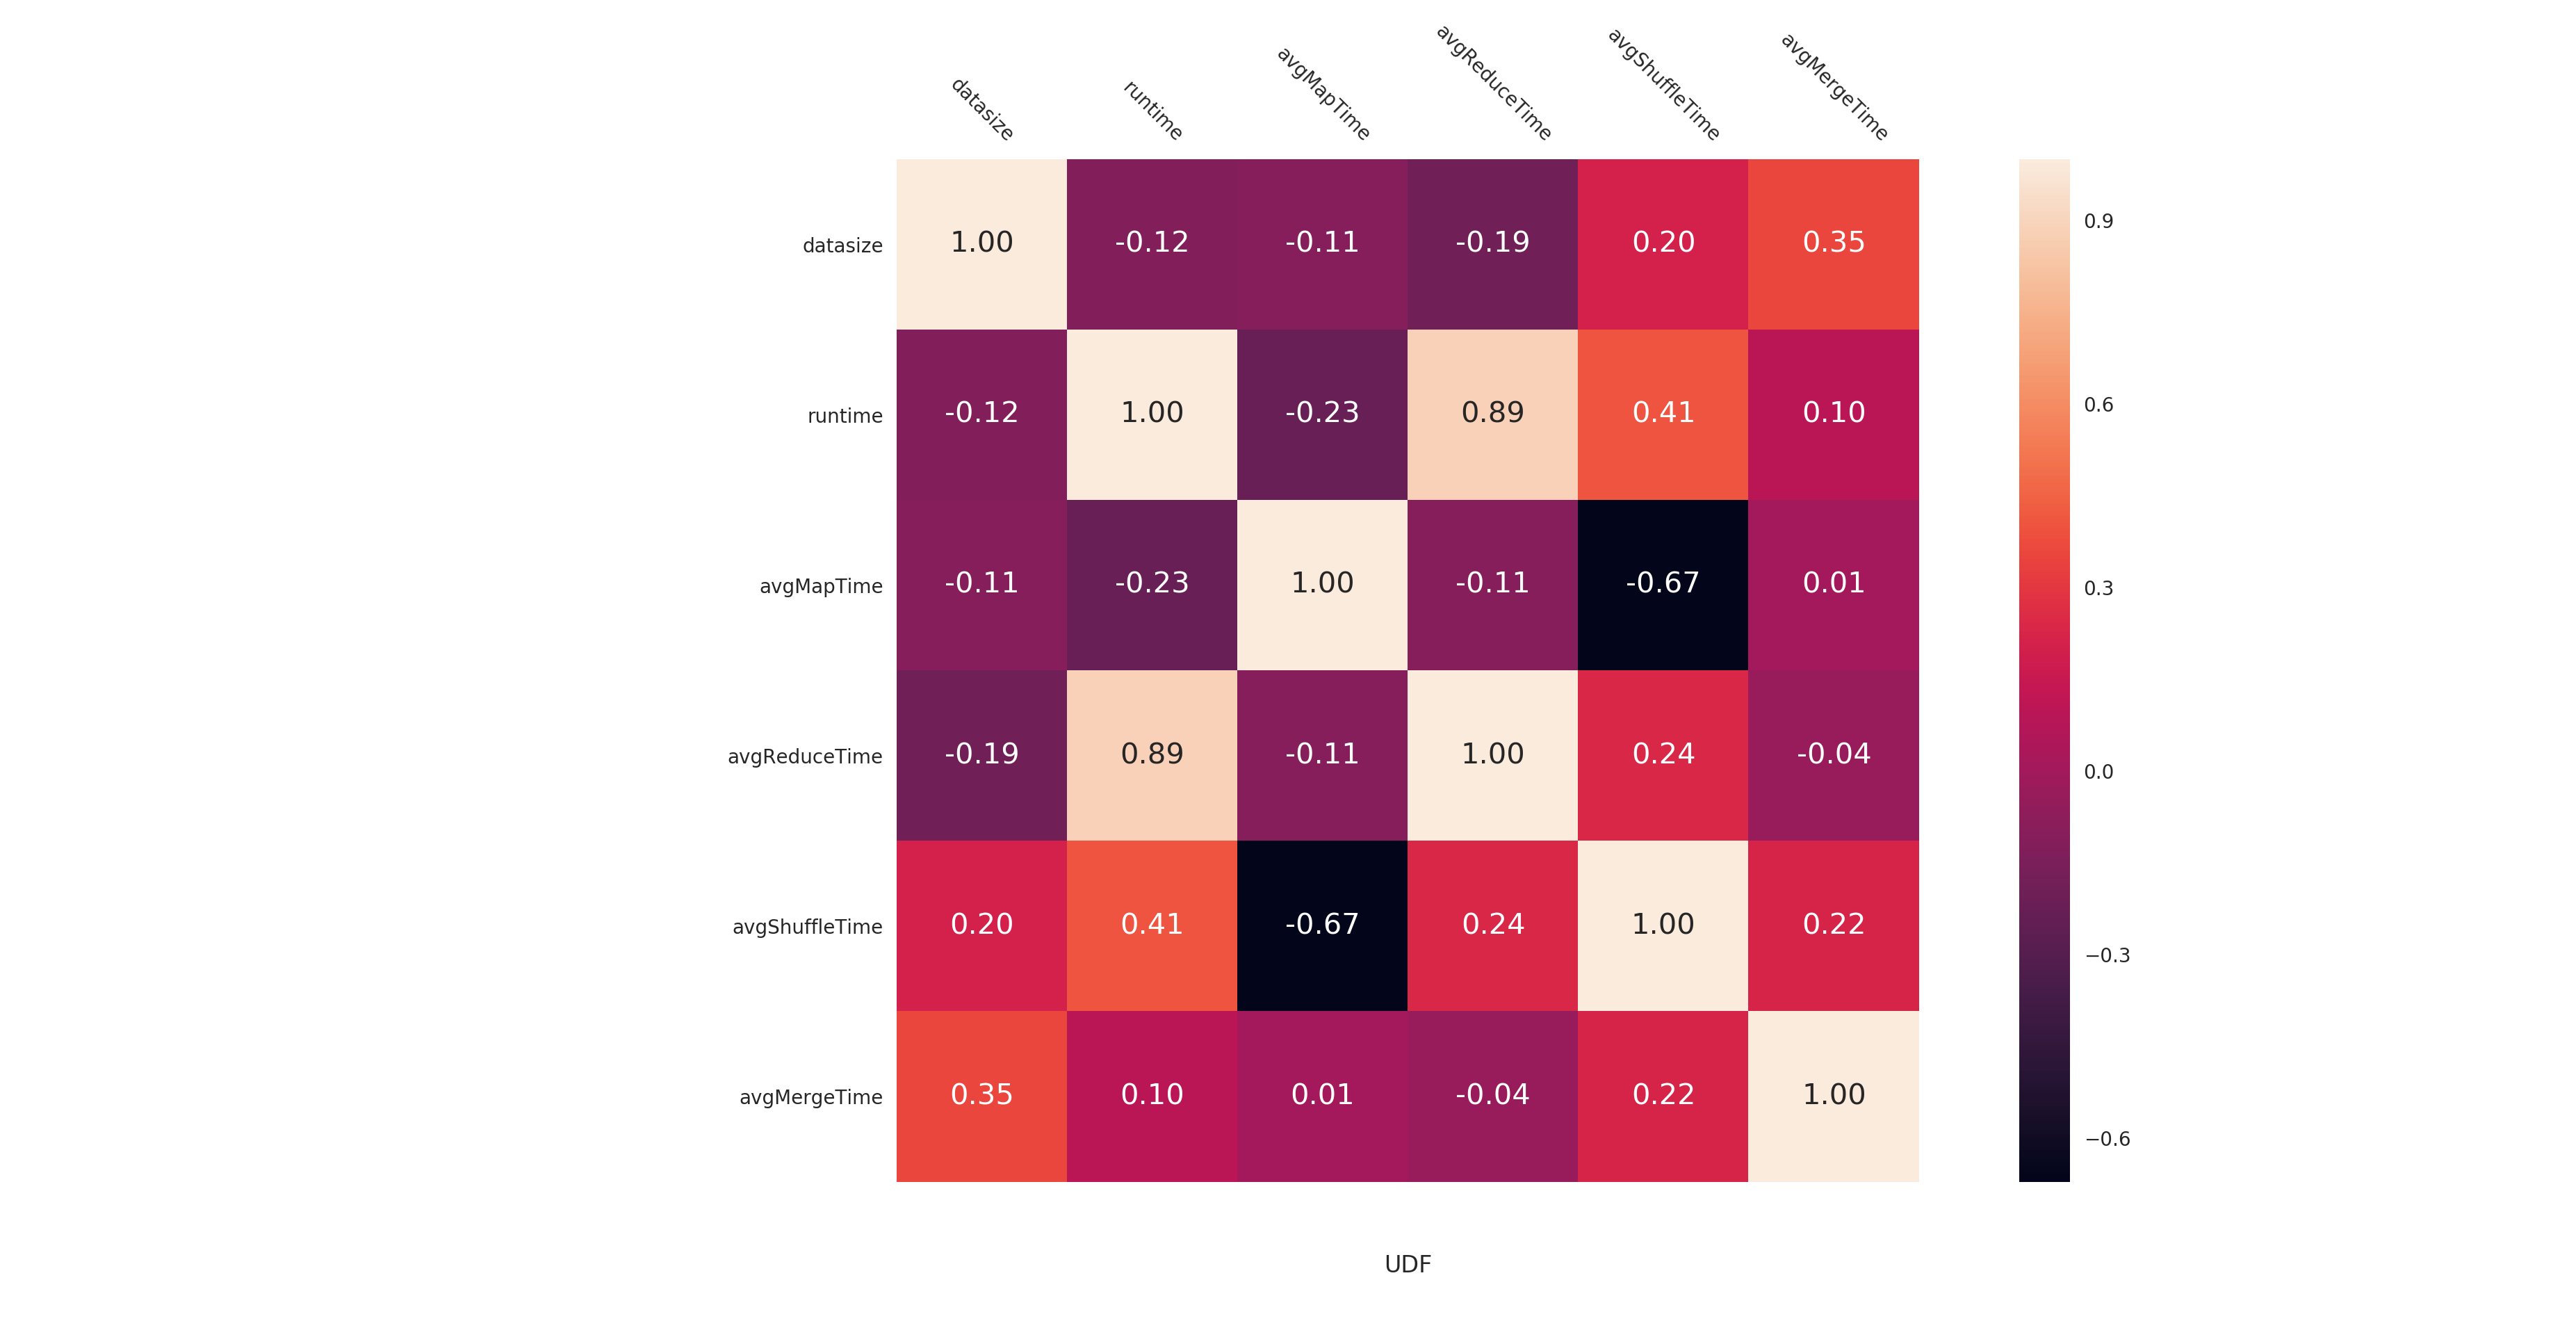 datasize runtime avgMapTime avgReduceTime avgShuffleTime avgMergeTime
datasize 1.00 -0.12 -0.11 -0.19 0.20 0.35
runtime -0.12 1.00 -0.23 0.89 0.41 0.10
avgMapTime -0.11 -0.23 1.00 -0.11 -0.67 0.01
avgReduceTime -0.19 0.89 -0.11 1.00 0.24 -0.04
avgShuffleTime 0.20 0.41 -0.67 0.24 1.00 0.22
avgMergeTime 0.35 0.10 0.01 -0.04 0.22 1.00
0.9
0.6
0.3
0.0
−0.3
−0.6
UDF